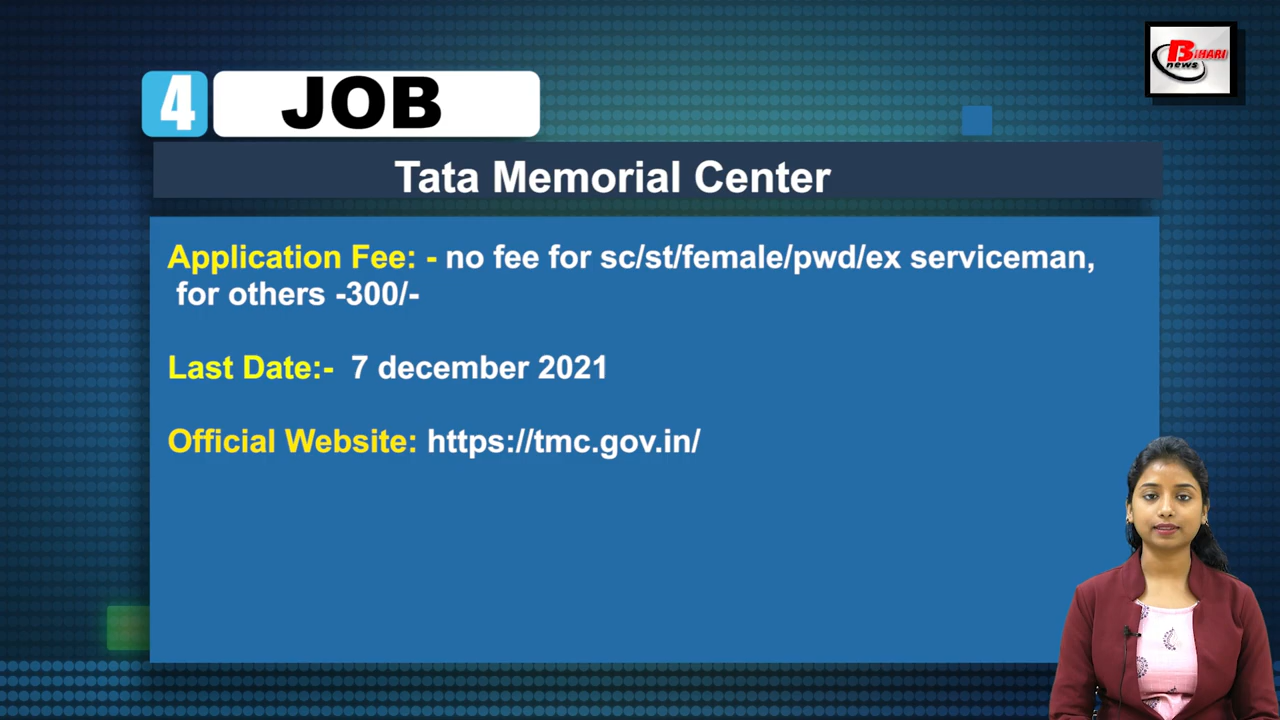 BIHARI
news
4 JOB
Tata Memorial Center
Application Fee: - no fee for sc/st/female/pwd/ex serviceman,
for others -300/-
Last Date:- 7 december 2021
Official Website: https://tmc.gov.in/